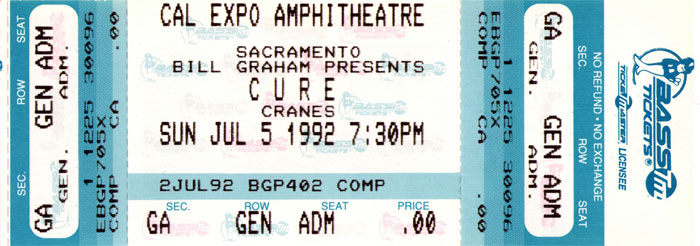 SEAT
ROW
SEC.
GEN ADM
GA
.00
ADM.
GEN.
1 1225 30096
EBGP705X
COMP CA
CAL EXPO AMPHITHEATRE
SACRAMENTO
BILL GRAHAM PRESENTS
CURE
CRANES
SUN JUL 5 1992 7:30PM
2JUL92 BGP402 COMP
SEC. ROW SEAT PRICE
GA GEN ADM .00
EBGP705X 1 1225 30096
COMP CA .00
GA GEN ADM
GEN. ADM.
SEC.
ROW
SEAT
NO REFUND • NO EXCHANGE
BASS
TICKETS®
TICKETMASTER
LICENSEE